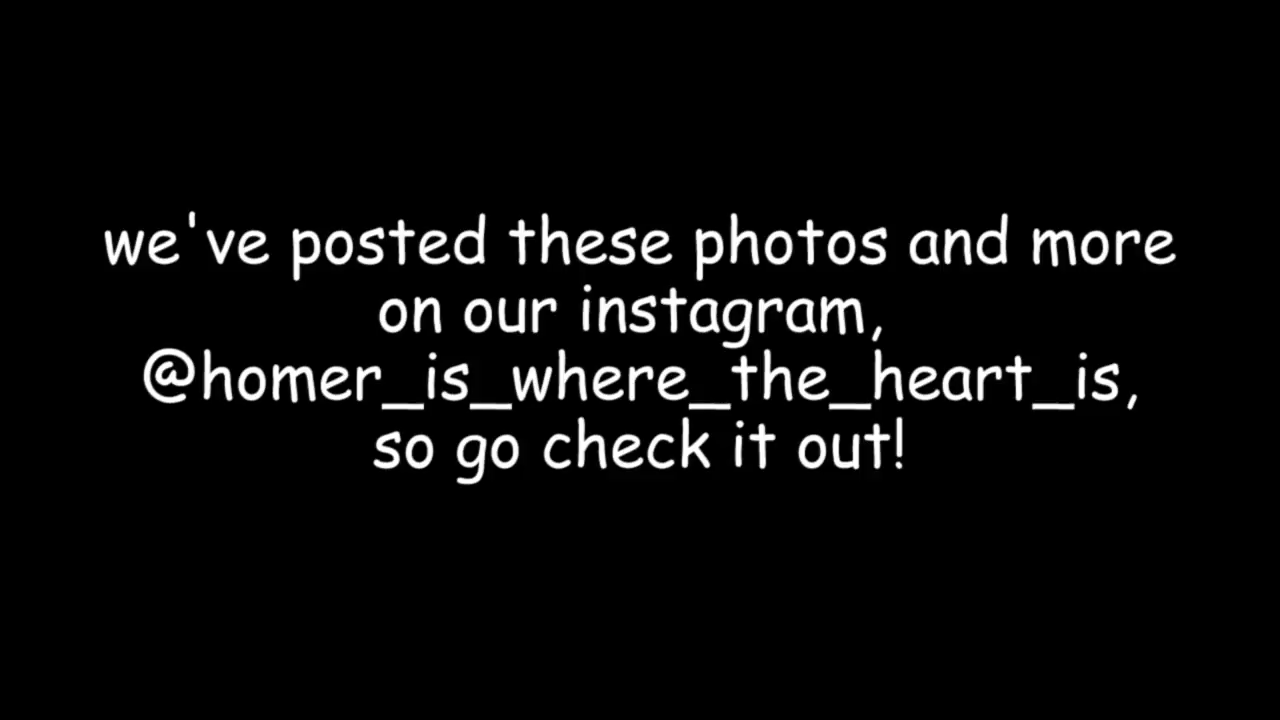 we've posted these photos and more
on our instagram,
@homer_is_where_the_heart_is,
so go check it out!